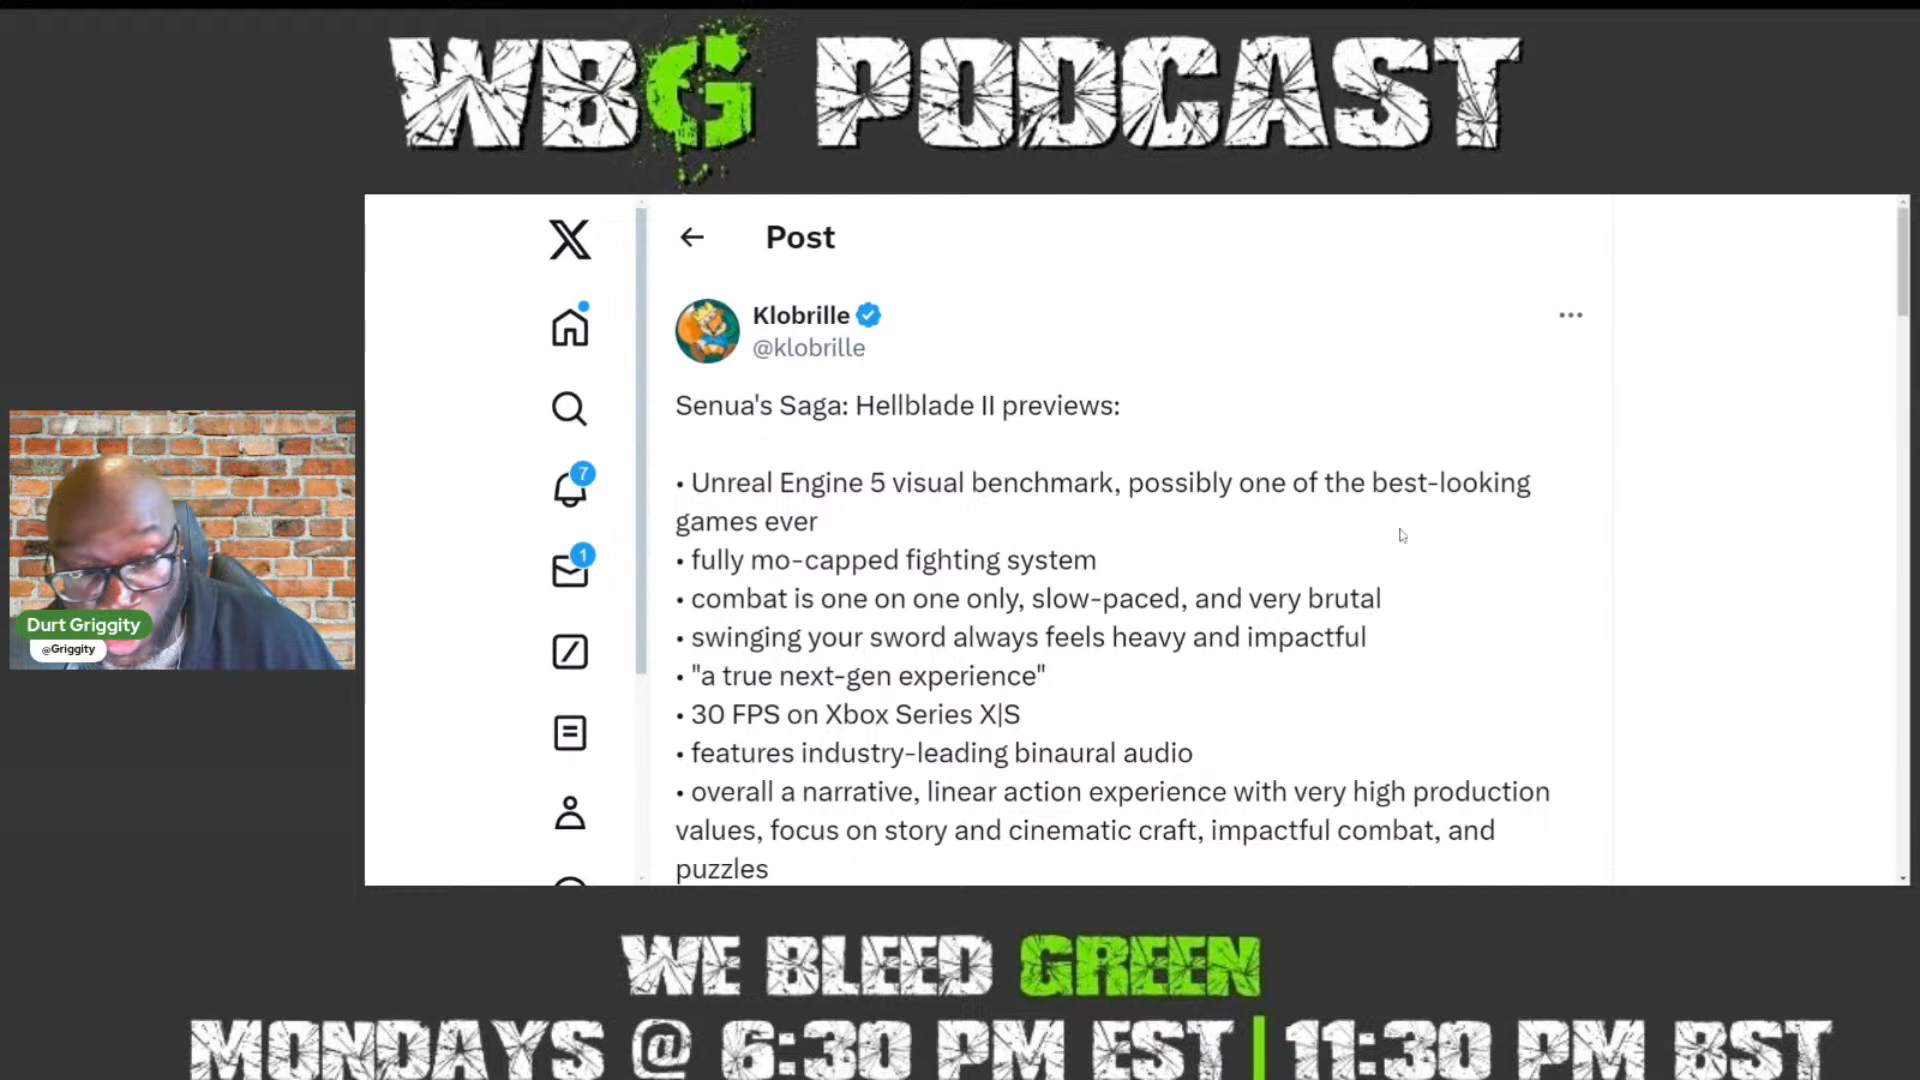 WBG PODCAST
Post
Klobrille
@klobrille
Senua's Saga: Hellblade II previews:
• Unreal Engine 5 visual benchmark, possibly one of the best-looking
games ever
• fully mo-capped fighting system
• combat is one on one only, slow-paced, and very brutal
• swinging your sword always feels heavy and impactful
• "a true next-gen experience"
• 30 FPS on Xbox Series X|S
• features industry-leading binaural audio
• overall a narrative, linear action experience with very high production
values, focus on story and cinematic craft, impactful combat, and
puzzles
7
1
Durt Griggity
@Griggity
WE BLEED GREEN
MONDAYS @ 6:30 PM EST | 11:30 PM BST